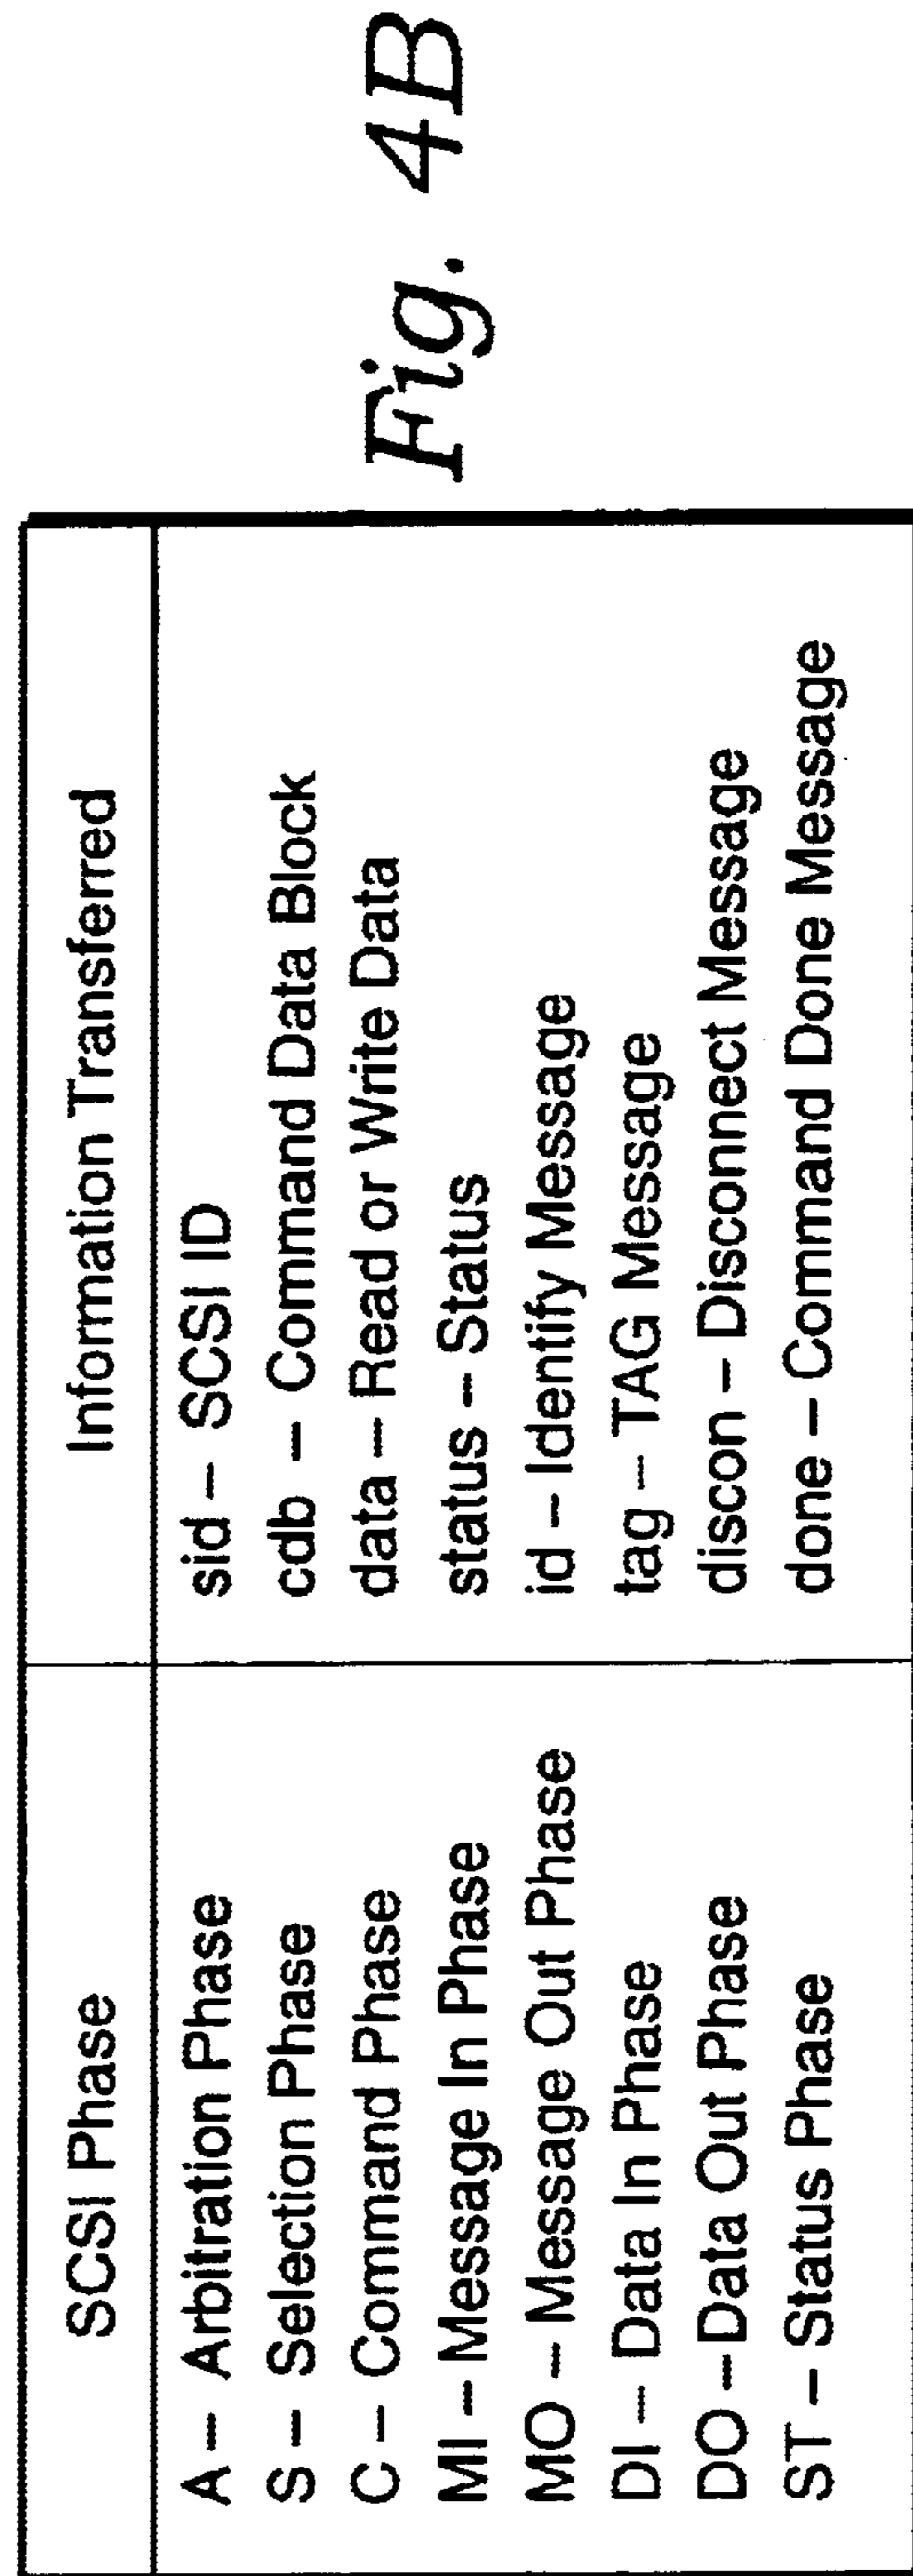 SCSI Phase
Information Transferred
A – Arbitration Phase
S – Selection Phase
C – Command Phase
MI – Message In Phase
MO – Message Out Phase
DI – Data In Phase
DO – Data Out Phase
ST – Status Phase
sid – SCSI ID
cdb – Command Data Block
data – Read or Write Data
status – Status
id – Identify Message
tag – TAG Message
discon – Disconnect Message
done – Command Done Message
Fig. 4B